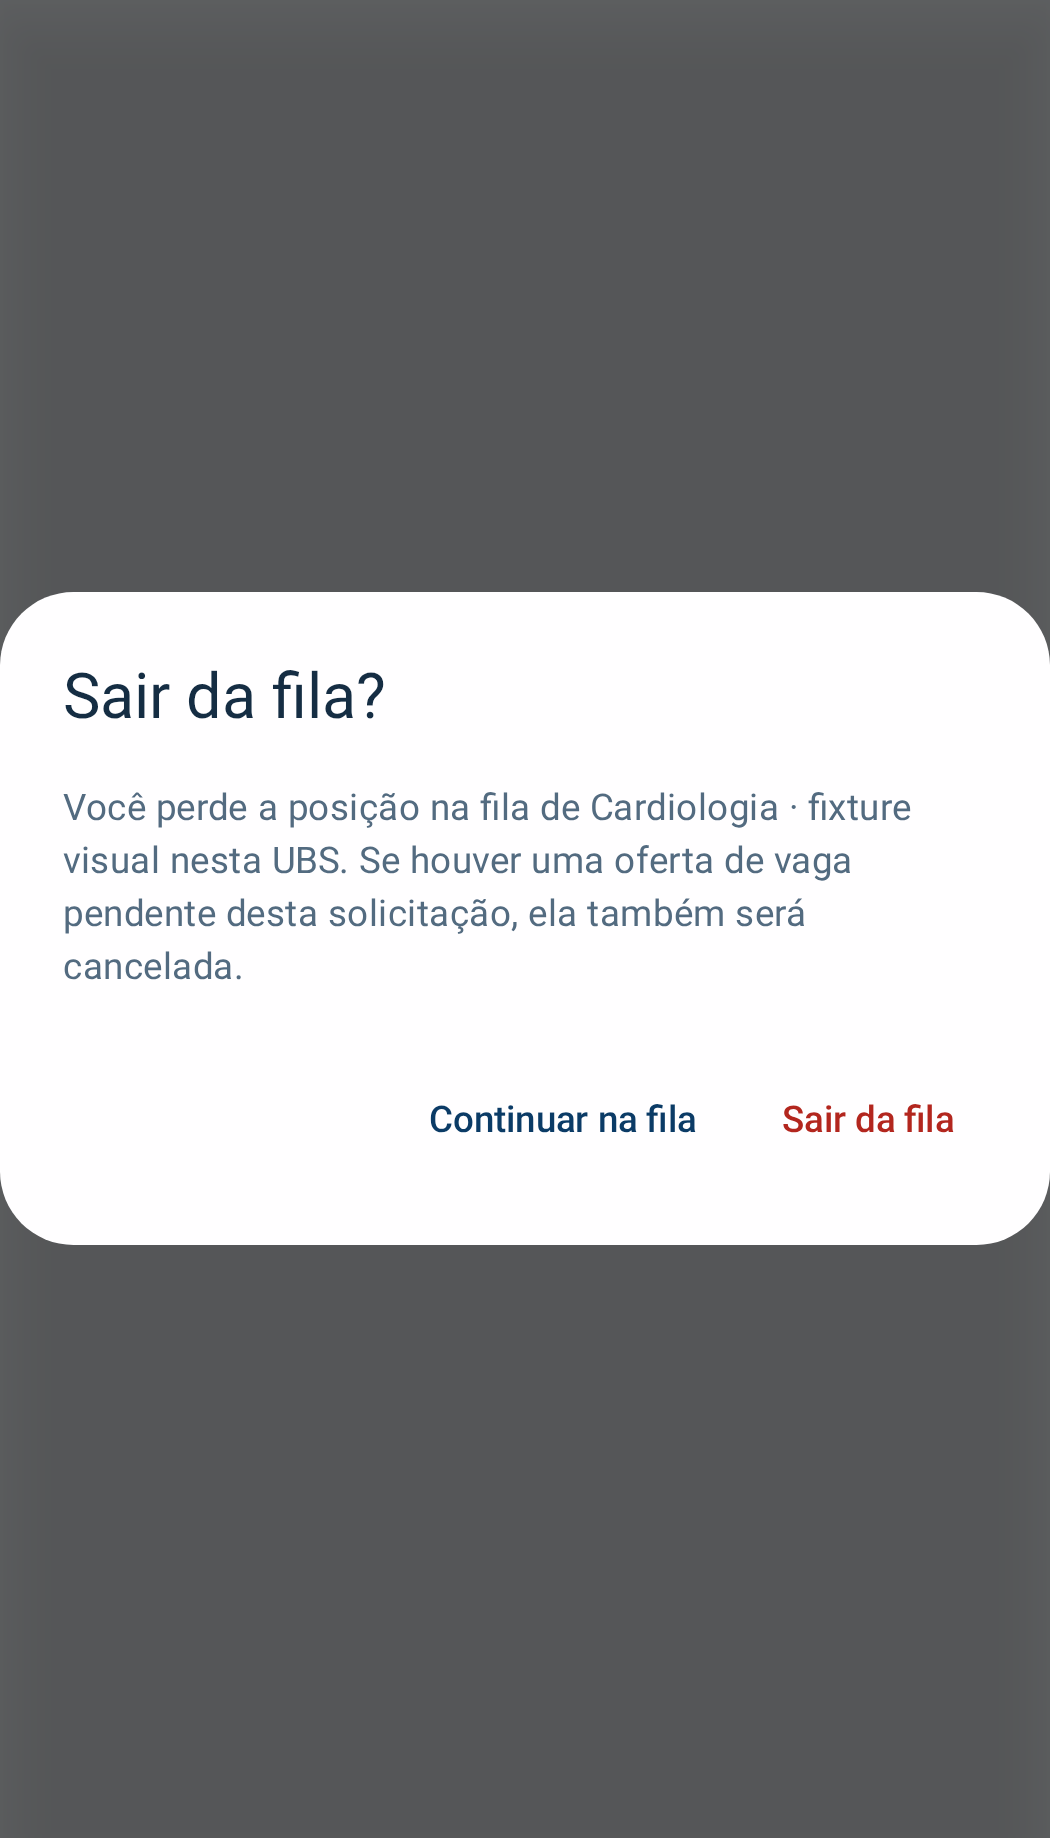 Sair da fila?
Você perde a posição na fila de Cardiologia · fixture
visual nesta UBS. Se houver uma oferta de vaga
pendente desta solicitação, ela também será
cancelada.
Continuar na fila
Sair da fila